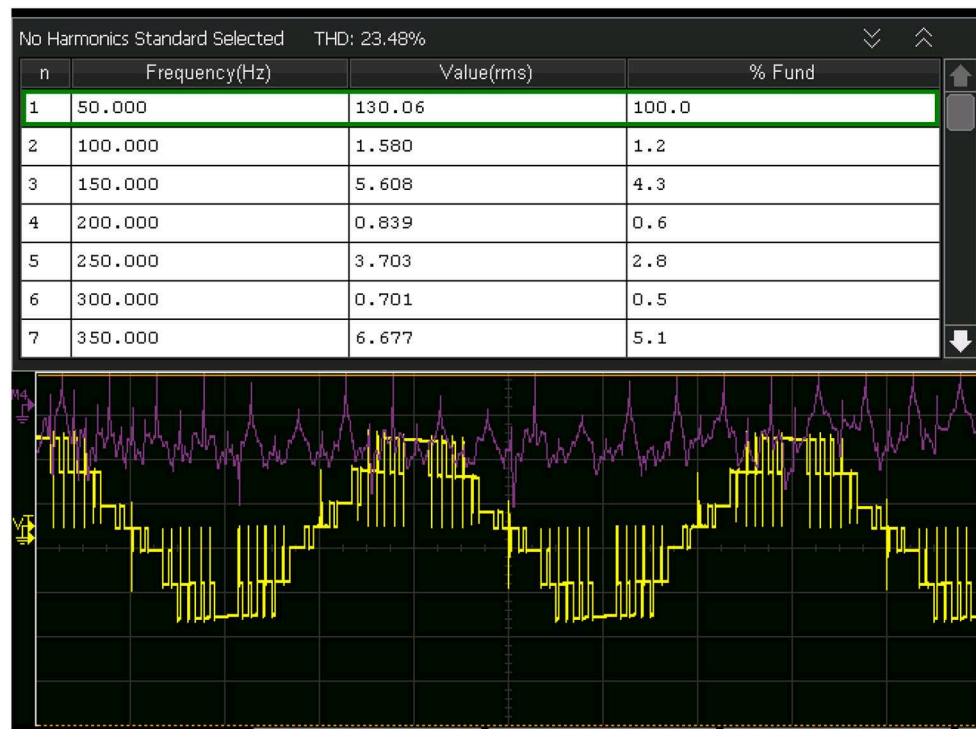 No Harmonics Standard Selected THD: 23.48%
n Frequency(Hz) Value(rms) % Fund
1 50.000 130.06 100.0
2 100.000 1.580 1.2
3 150.000 5.608 4.3
4 200.000 0.839 0.6
5 250.000 3.703 2.8
6 300.000 0.701 0.5
7 350.000 6.677 5.1
M4